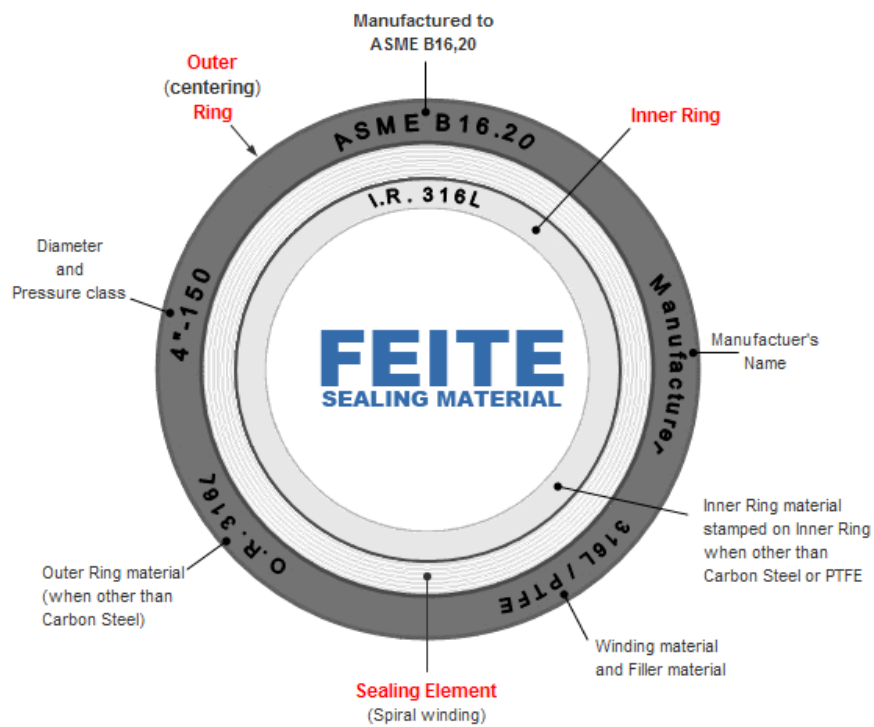 Manufactured to
ASME B16,20
Outer
(centering)
Ring
Inner Ring
ASME B16.20
I.R. 316L
Diameter
and
Pressure class
4"-150
Manufacturer
Manufactuer's
Name
FEITE
SEALING MATERIAL
O.R. 316L
316L / PTFE
Inner Ring material
stamped on Inner Ring
when other than
Carbon Steel or PTFE
Outer Ring material
(when other than
Carbon Steel)
Winding material
and Filler material
Sealing Element
(Spiral winding)